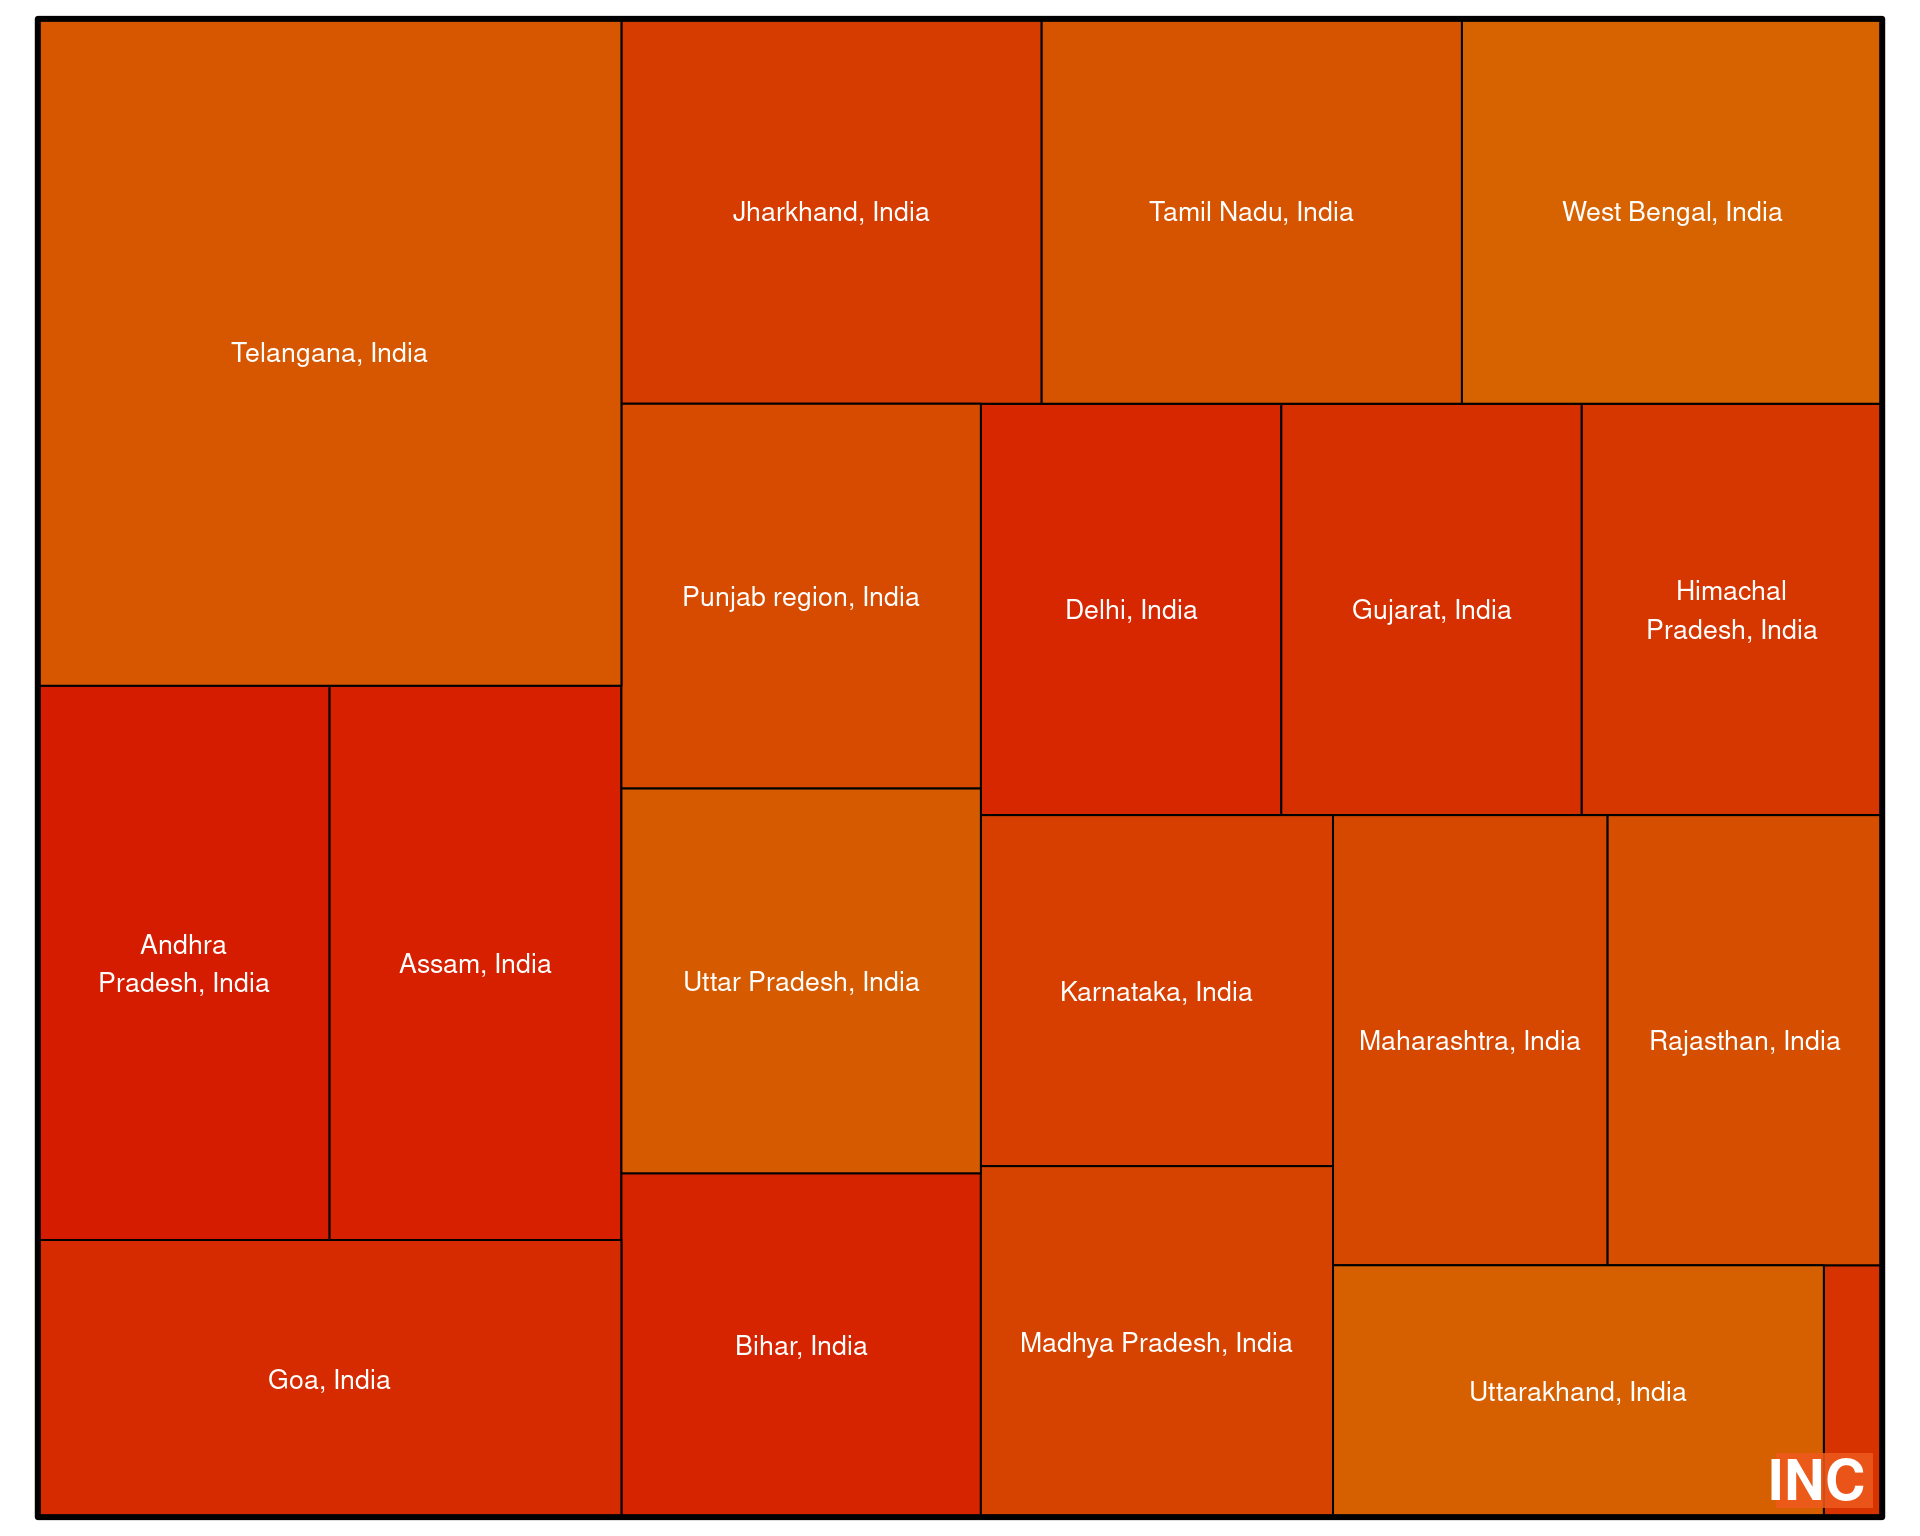 Telangana, India
Jharkhand, India
Tamil Nadu, India
West Bengal, India
Punjab region, India
Delhi, India
Gujarat, India
Himachal
Pradesh, India
Andhra
Pradesh, India
Assam, India
Uttar Pradesh, India
Karnataka, India
Maharashtra, India
Rajasthan, India
Goa, India
Bihar, India
Madhya Pradesh, India
Uttarakhand, India
INC